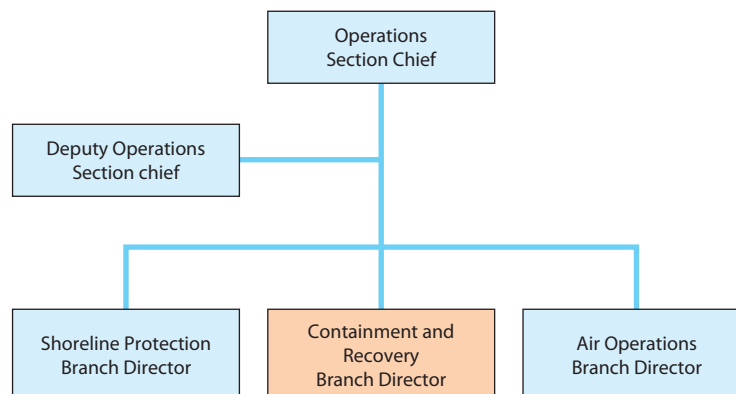 Operations
Section Chief
Deputy Operations
Section chief
Shoreline Protection
Branch Director
Containment and
Recovery
Branch Director
Air Operations
Branch Director